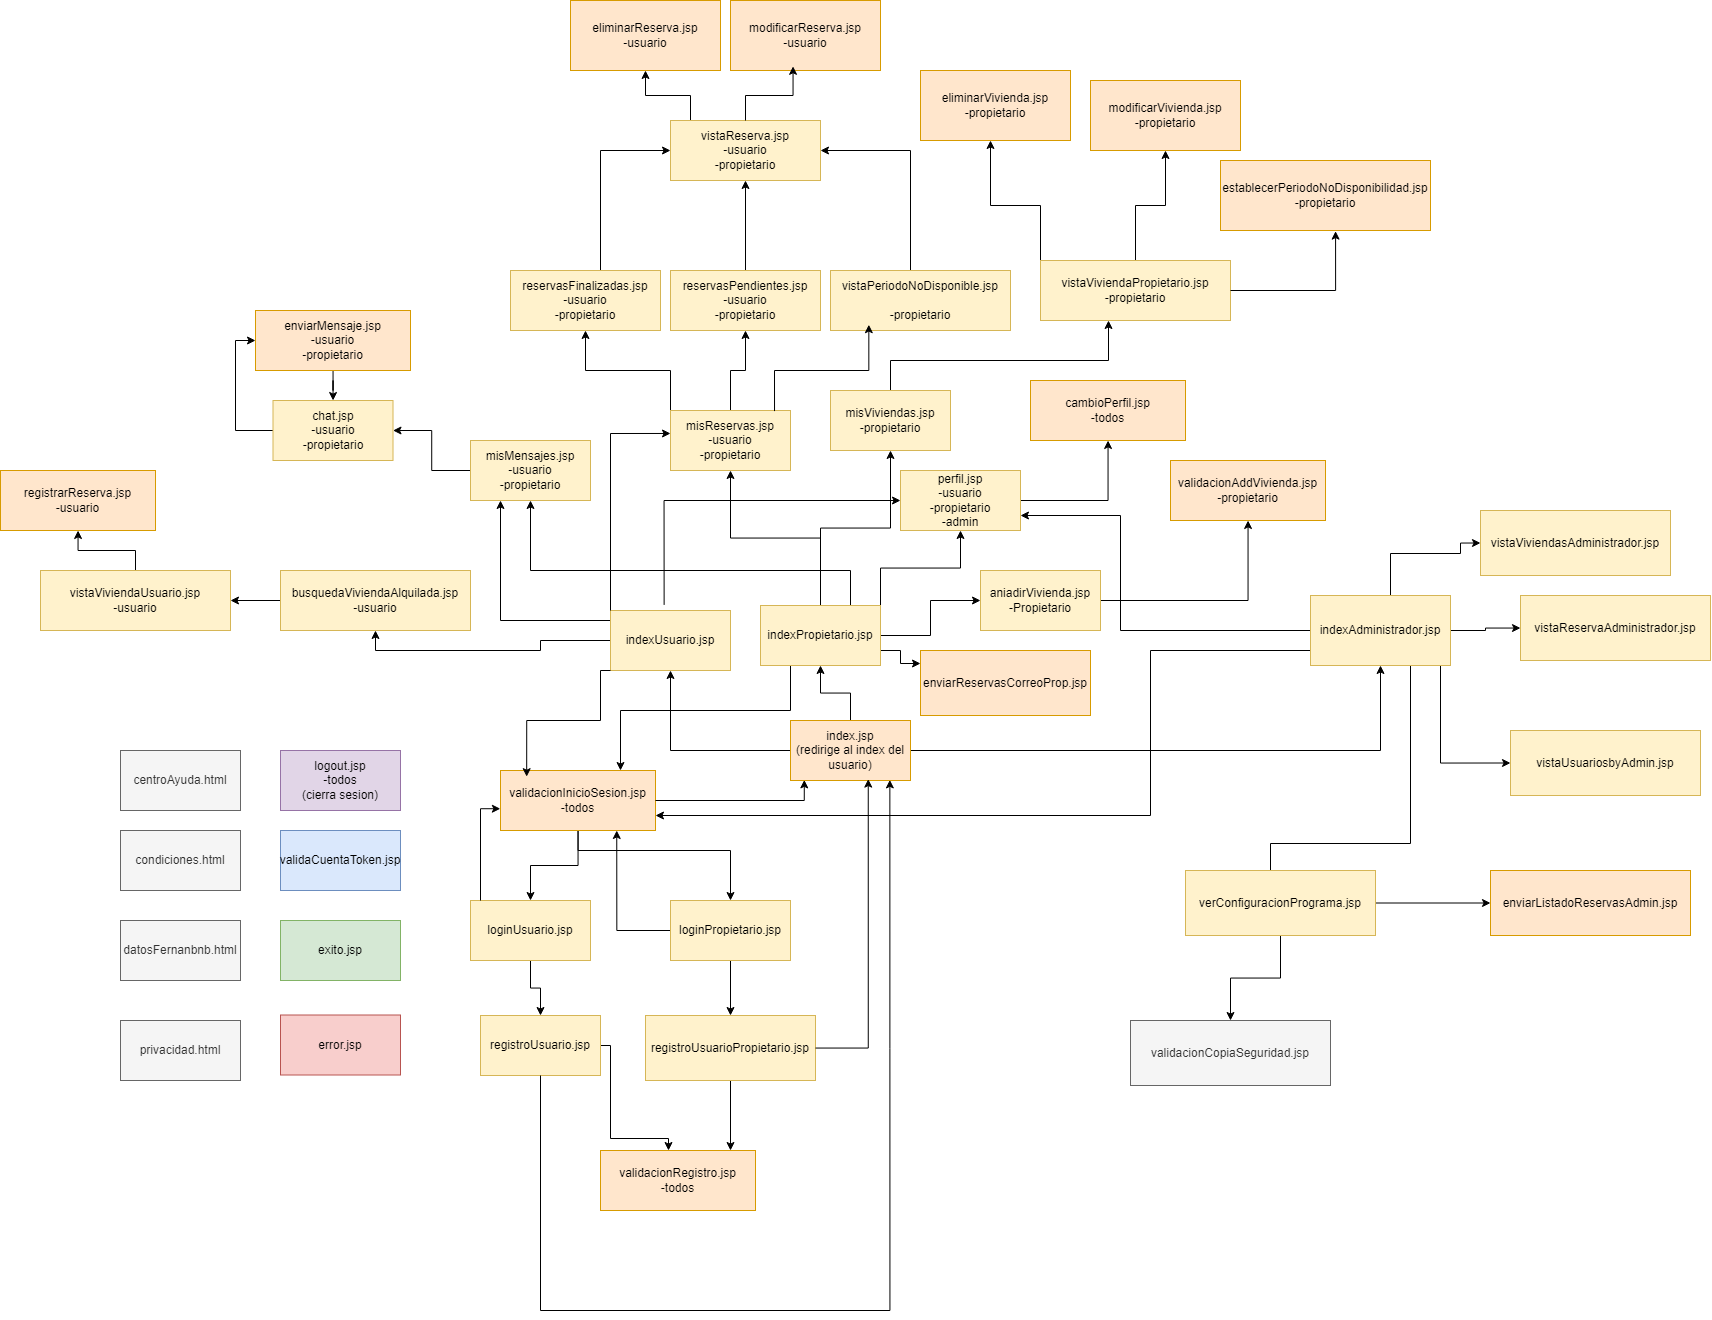 eliminarReserva.jsp
-usuario
modificarReserva.jsp
-usuario
eliminarVivienda.jsp
-propietario
modificarVivienda.jsp
-propietario
vistaReserva.jsp
-usuario
-propietario
establecerPeriodoNoDisponibilidad.jsp
-propietario
reservasFinalizadas.jsp
-usuario
-propietario
reservasPendientes.jsp
-usuario
-propietario
vistaPeriodoNoDisponible.jsp
-propietario
vistaViviendaPropietario.jsp
-propietario
enviarMensaje.jsp
-usuario
-propietario
chat.jsp
-usuario
-propietario
misMensajes.jsp
-usuario
-propietario
misReservas.jsp
-usuario
-propietario
misViviendas.jsp
-propietario
cambioPerfil.jsp
-todos
perfil.jsp
-usuario
-propietario
-admin
validacionAddVivienda.jsp
-propietario
registrarReserva.jsp
-usuario
vistaViviendasAdministrador.jsp
vistaViviendaUsuario.jsp
-usuario
busquedaViviendaAlquilada.jsp
-usuario
indexUsuario.jsp
indexPropietario.jsp
aniadirVivienda.jsp
-Propietario
indexAdministrador.jsp
vistaReservaAdministrador.jsp
enviarReservasCorreoProp.jsp
index.jsp
(redirige al index del
usuario)
vistaUsuariosbyAdmin.jsp
centroAyuda.html
logout.jsp
-todos
(cierra sesion)
validacionInicioSesion.jsp
-todos
condiciones.html
validaCuentaToken.jsp
verConfiguracionPrograma.jsp
enviarListadoReservasAdmin.jsp
datosFernanbnb.html
exito.jsp
loginUsuario.jsp
loginPropietario.jsp
privacidad.html
error.jsp
registroUsuario.jsp
registroUsuarioPropietario.jsp
validacionCopiaSeguridad.jsp
validacionRegistro.jsp
-todos